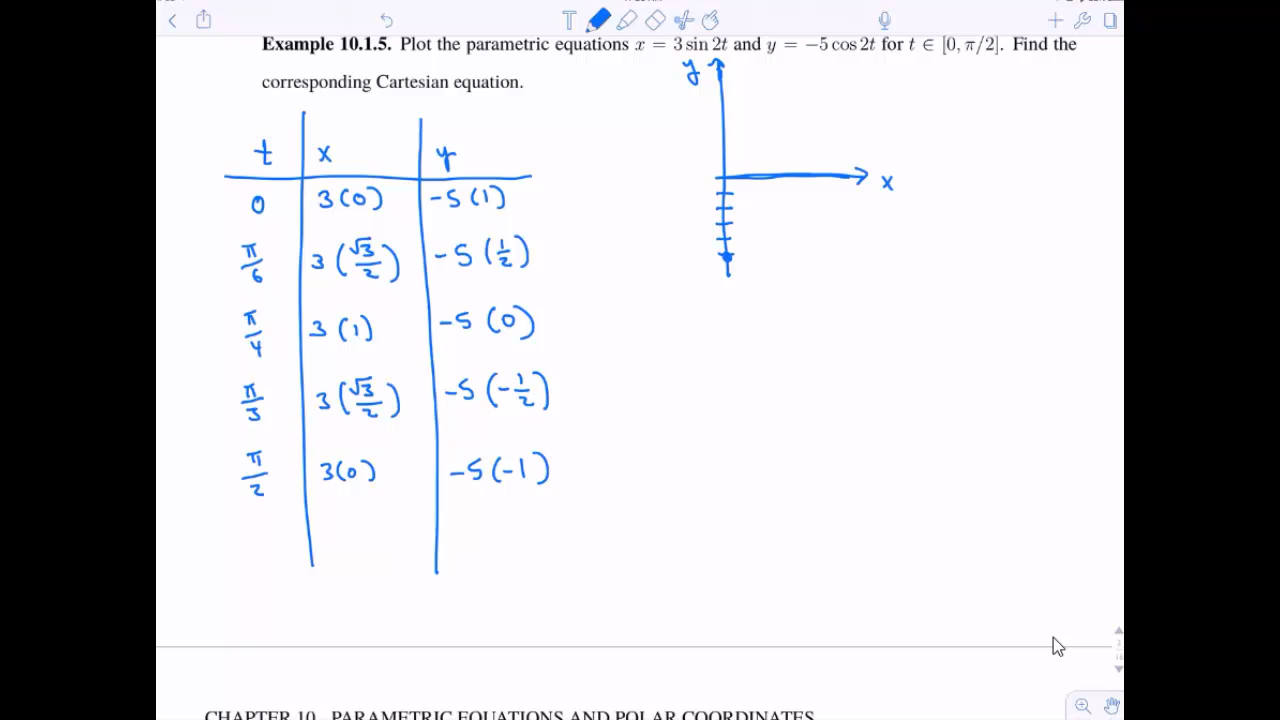 Example 10.1.5. Plot the parametric equations x = 3 sin 2t and y = −5 cos 2t for t ∈ [0, π/2]. Find the
corresponding Cartesian equation.
y
x
t x y
0 3(0) -5(1)
π/6 3(√3/2) -5(1/2)
π/4 3(1) -5(0)
π/3 3(√3/2) -5(-1/2)
π/2 3(0) -5(-1)
CHAPTER 10. PARAMETRIC EQUATIONS AND POLAR COORDINATES